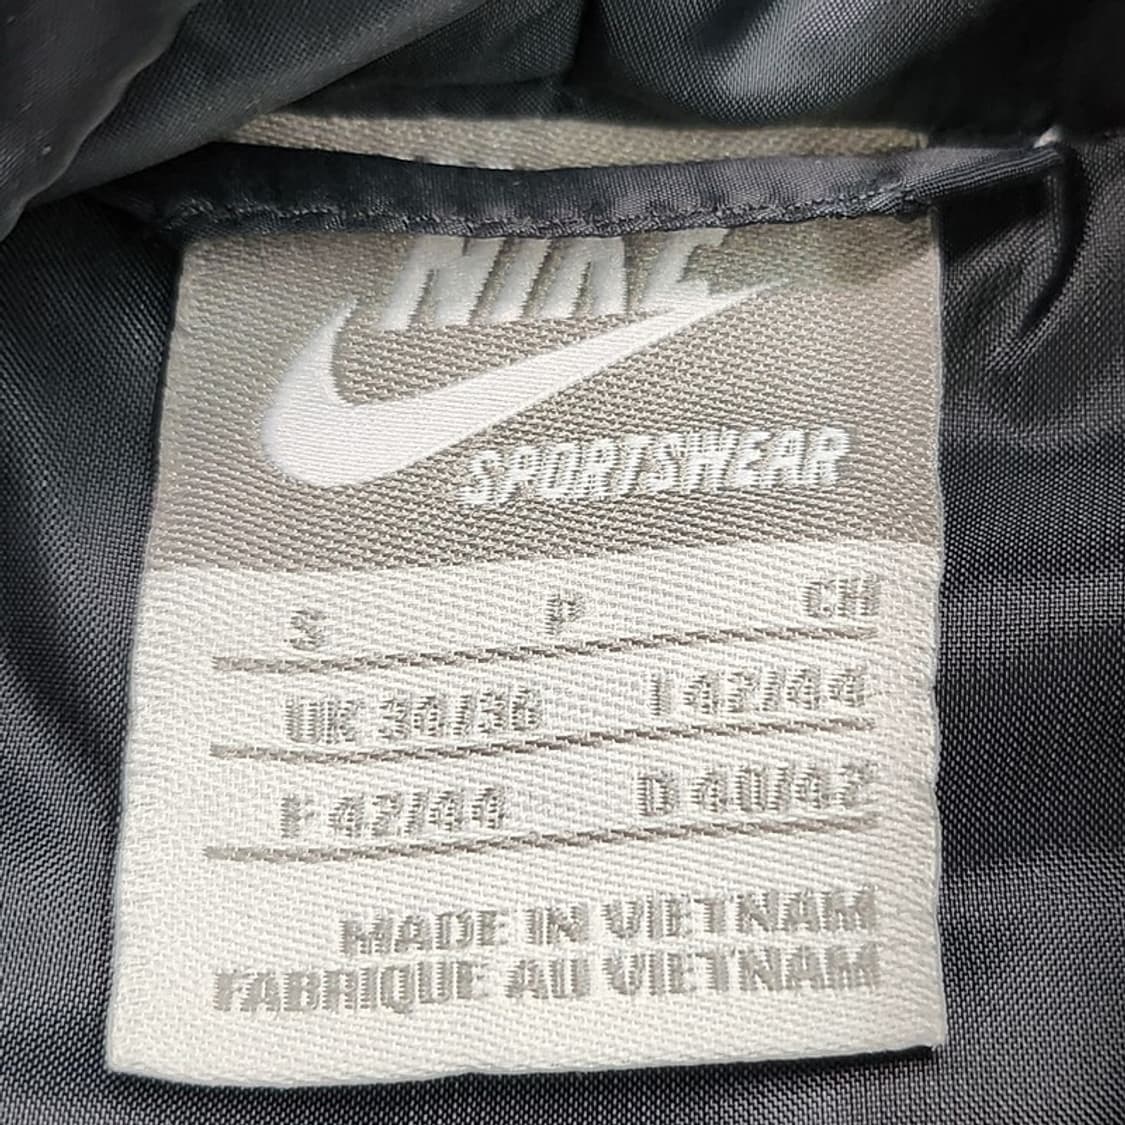 NIKE
SPORTSWEAR
S P CH
UK 34/36 I 42/44
F 42/44 D 40/42
MADE IN VIETNAM
FABRIQUE AU VIETNAM